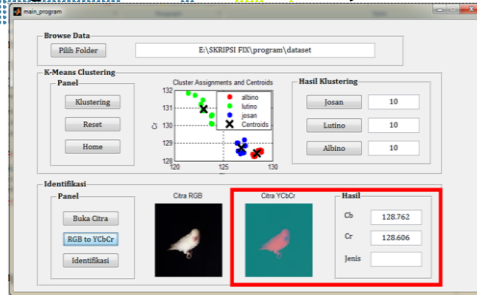 main_program
Browse Data
Pilih Folder
E:\SKRIPSI FIX\program\dataset
K-Means Clustering
Panel
Klustering
Reset
Home
Cluster Assignments and Centroids
132
131
130
129
128
120
125
130
Cr
albino
lutino
josan
Centroids
Hasil Klustering
Josan 10
Lutino 10
Albino 10
Identifikasi
Panel
Buka Citra
RGB to YCbCr
Identifikasi
Citra RGB
Citra YCbCr
Hasil
Cb 128.762
Cr 128.606
Jenis